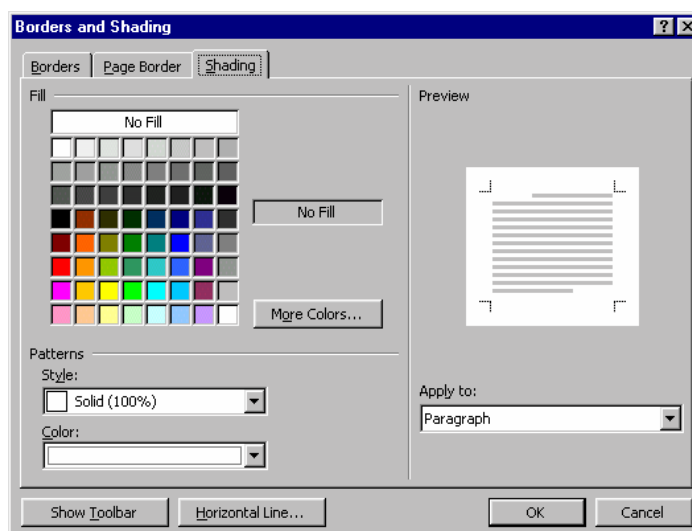 Borders and Shading
Borders Page Border Shading
Fill
No Fill
No Fill
More Colors...
Patterns
Style:
Solid (100%)
Color:
Preview
Apply to:
Paragraph
Show Toolbar Horizontal Line... OK Cancel